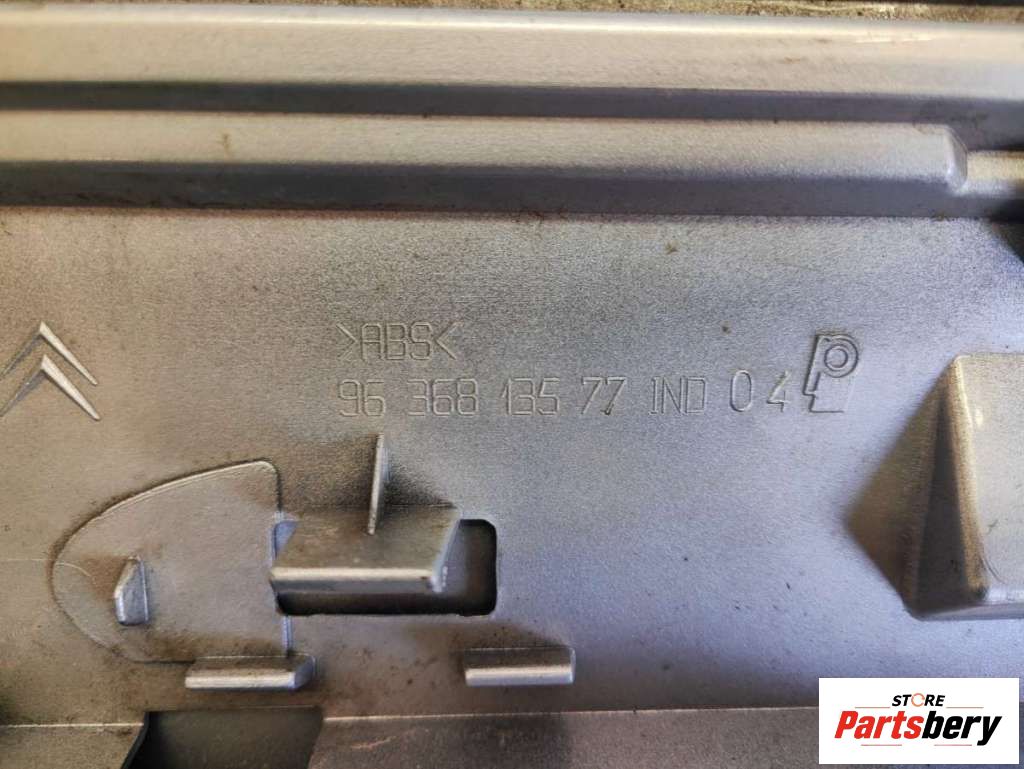 >ABS<
96 368 135 77 IND 04
STORE
Partsbery